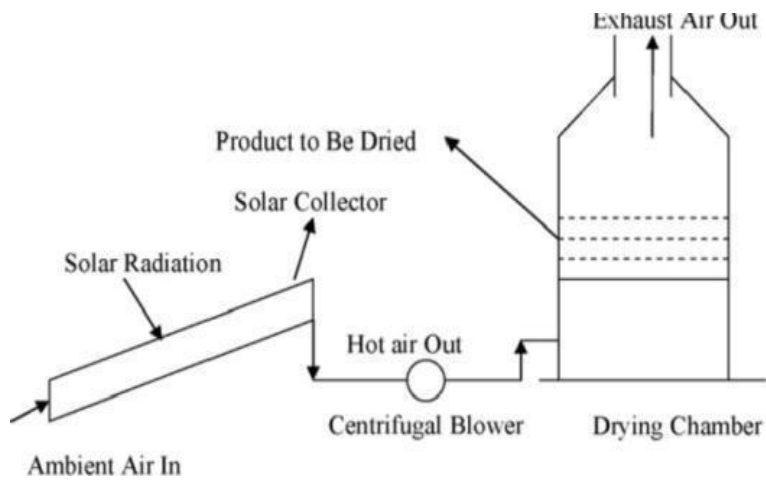 Exhaust Air Out
Product to Be Dried
Solar Collector
Solar Radiation
Hot air Out
Centrifugal Blower
Drying Chamber
Ambient Air In